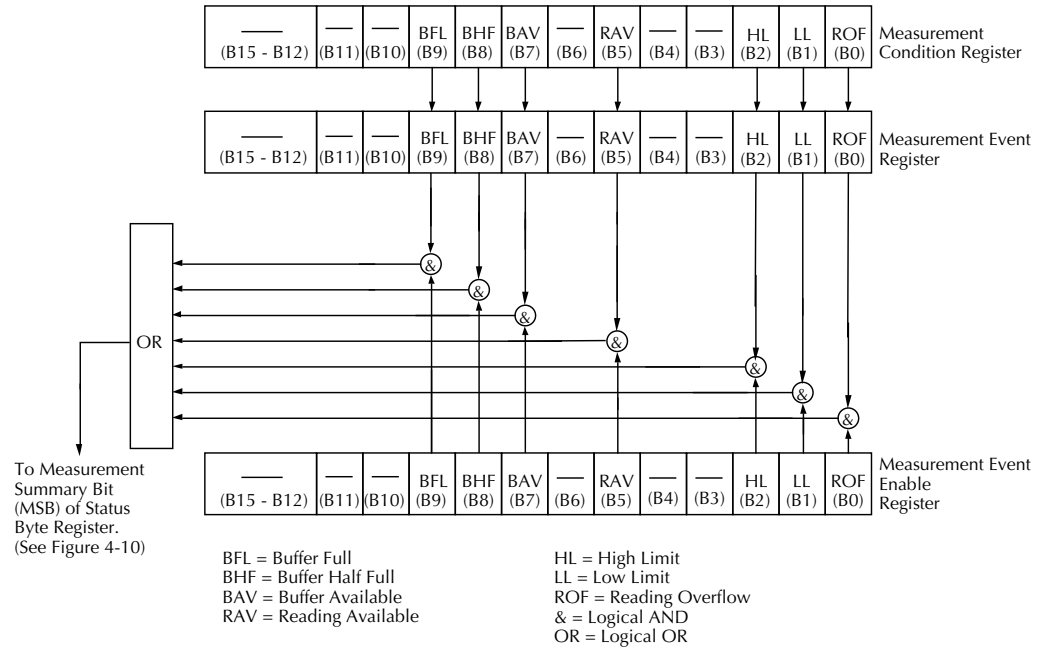 BFL BHF BAV RAV HL LL ROF Measurement
(B15 - B12) (B11) (B10) (B9) (B8) (B7) (B6) (B5) (B4) (B3) (B2) (B1) (B0) Condition Register
BFL BHF BAV RAV HL LL ROF Measurement Event
(B15 - B12) (B11) (B10) (B9) (B8) (B7) (B6) (B5) (B4) (B3) (B2) (B1) (B0) Register
&
&
&
&
OR
&
&
&
To Measurement
Summary Bit
(MSB) of Status
Byte Register.
(See Figure 4-10)
BFL BHF BAV RAV HL LL ROF Measurement Event
Enable
(B15 - B12) (B11) (B10) (B9) (B8) (B7) (B6) (B5) (B4) (B3) (B2) (B1) (B0) Register
BFL = Buffer Full
BHF = Buffer Half Full
BAV = Buffer Available
RAV = Reading Available
HL = High Limit
LL = Low Limit
ROF = Reading Overflow
& = Logical AND
OR = Logical OR